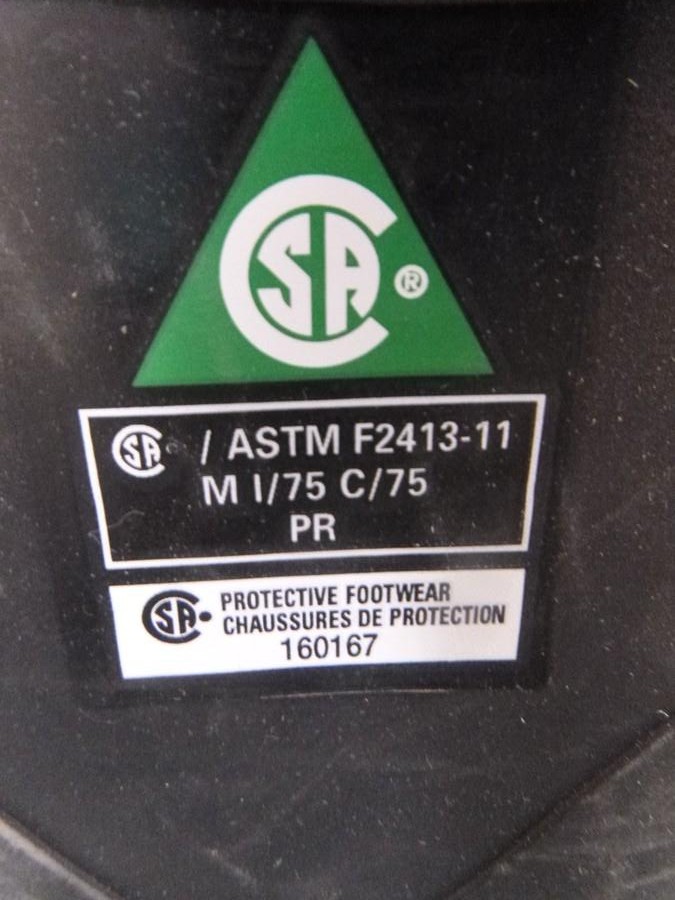 CSA ®
CSA / ASTM F2413-11
M I/75 C/75
PR
CSA PROTECTIVE FOOTWEAR
CHAUSSURES DE PROTECTION
160167